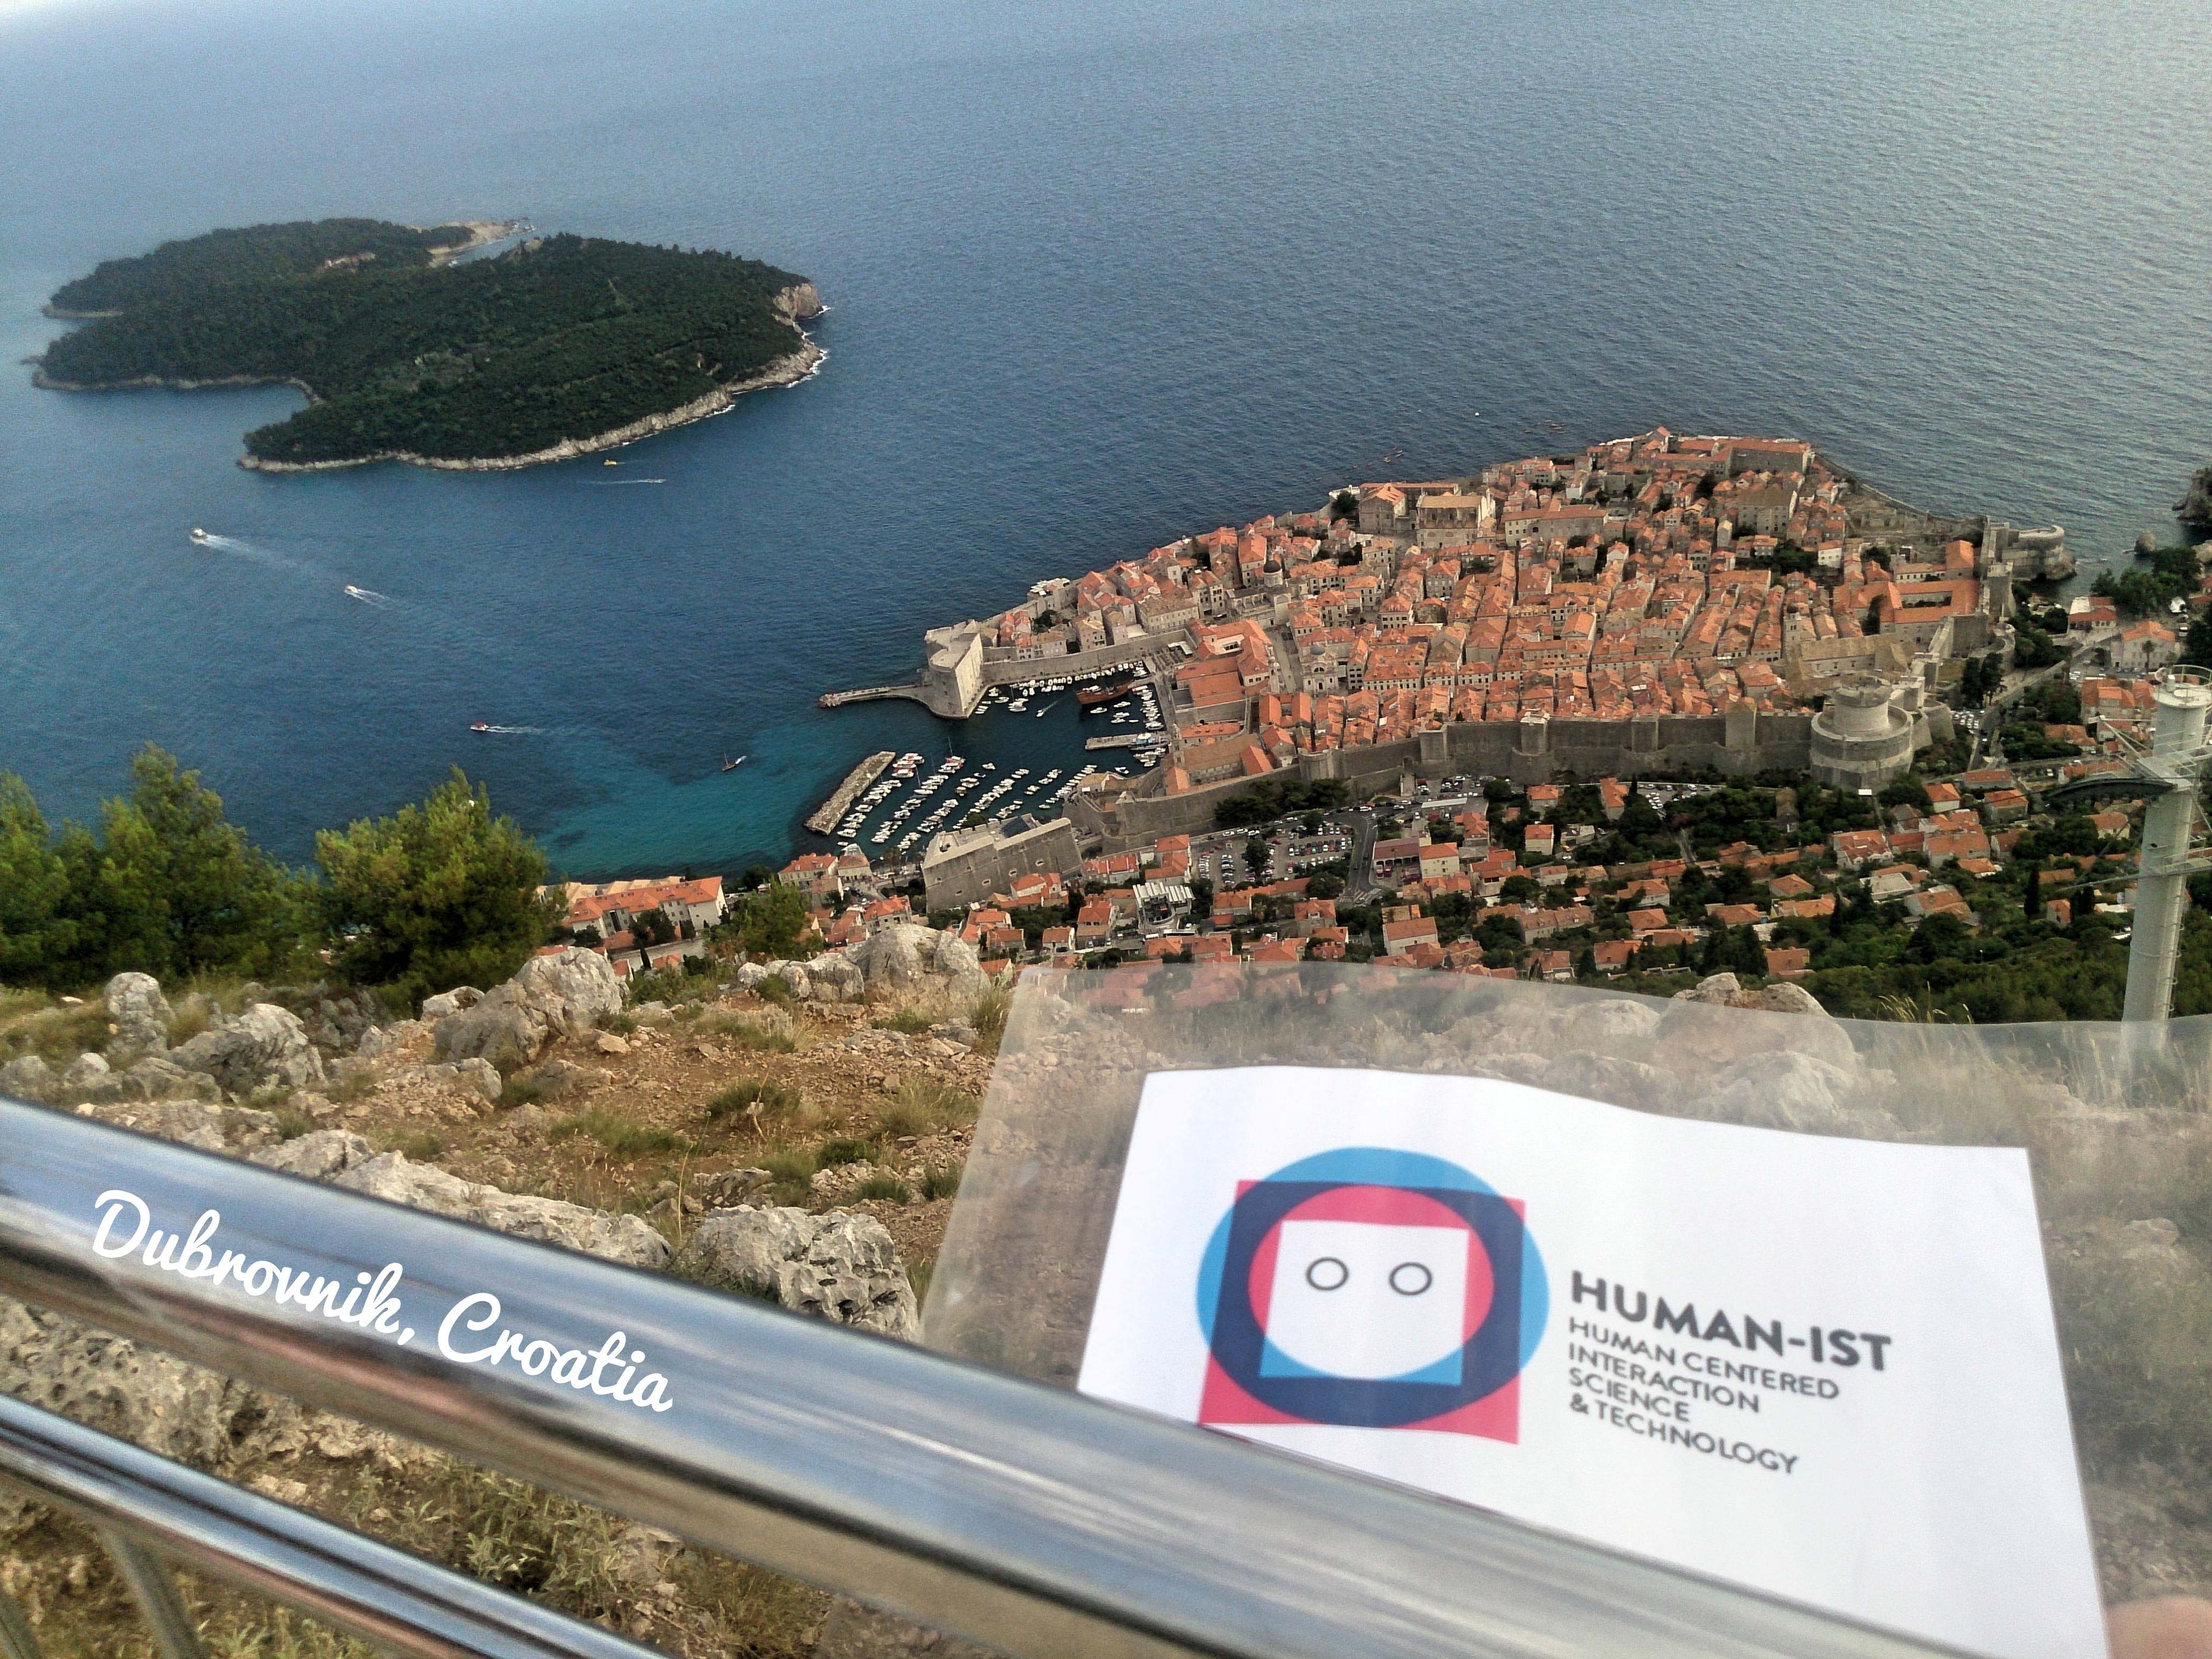 Dubrovnik, Croatia
HUMAN-IST
HUMAN CENTERED
INTERACTION
SCIENCE
& TECHNOLOGY